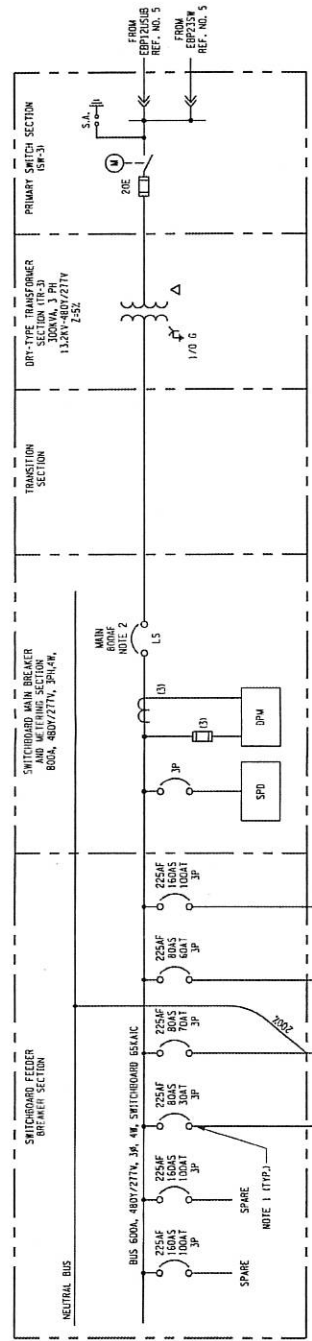 SWITCHBOARD FEEDER
BREAKER SECTION
NEUTRAL BUS
BUS 600A, 480Y/277V, 3Ø, 4W, SWITCHBOARD 65KAIC
225AF
160AS
100AT
3P
SPARE
225AF
160AS
100AT
3P
SPARE
225AF
80AS
30AT
3P
NOTE 1 (TYP.)
225AF
80AS
70AT
3P
200%
225AF
80AS
60AT
3P
225AF
160AS
100AT
3P
SWITCHBOARD MAIN BREAKER
AND METERING SECTION
800A, 480Y/277V, 3PH,4W,
3P
SPD
(3)
(3)
DPM
MAIN
800AF
NOTE 2
LS
TRANSITION
SECTION
DRY-TYPE TRANSFORMER
SECTION (TR-3)
300KVA, 3 PH
13.2KV-480Y/277V
Z=5%
1/0 G
PRIMARY SWITCH SECTION
(SW-3)
S.A.
M
20E
FROM
EBP12USUB
REF. NO. 5
FROM
EBP23SW
REF. NO. 5